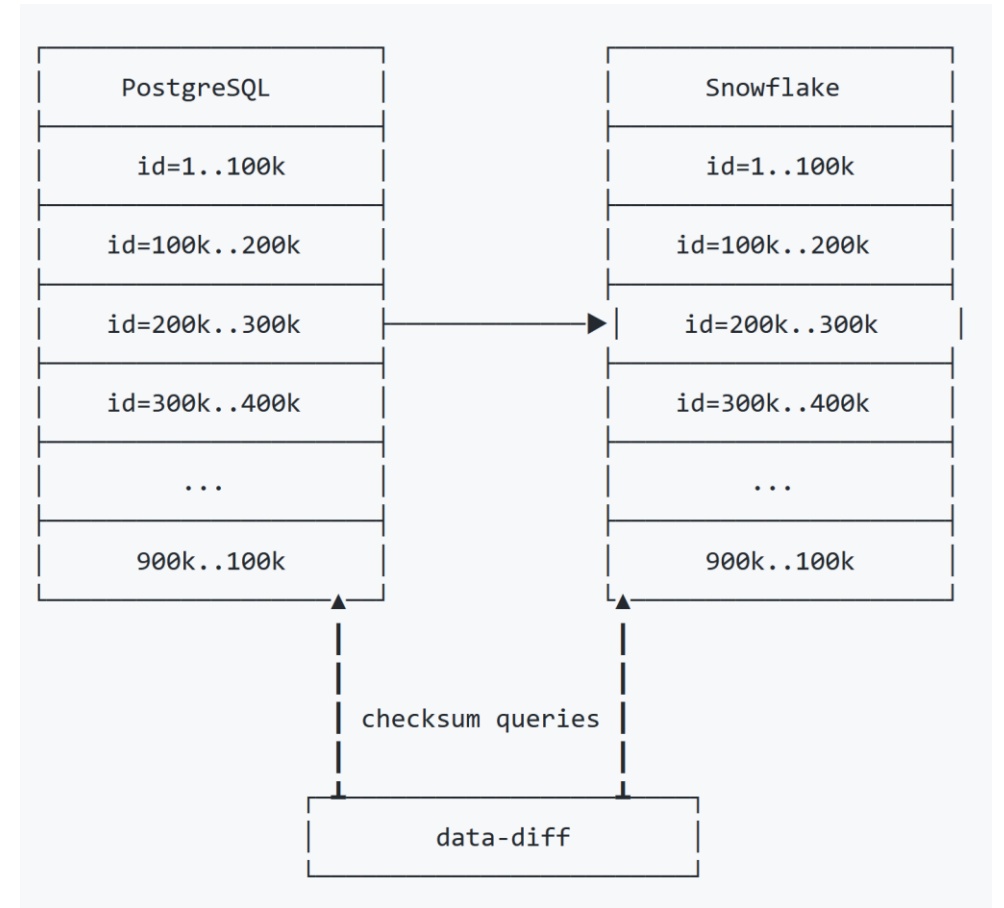 PostgreSQL Snowflake
id=1..100k id=1..100k
id=100k..200k id=100k..200k
id=200k..300k id=200k..300k
id=300k..400k id=300k..400k
... ...
900k..100k 900k..100k
checksum queries
data-diff